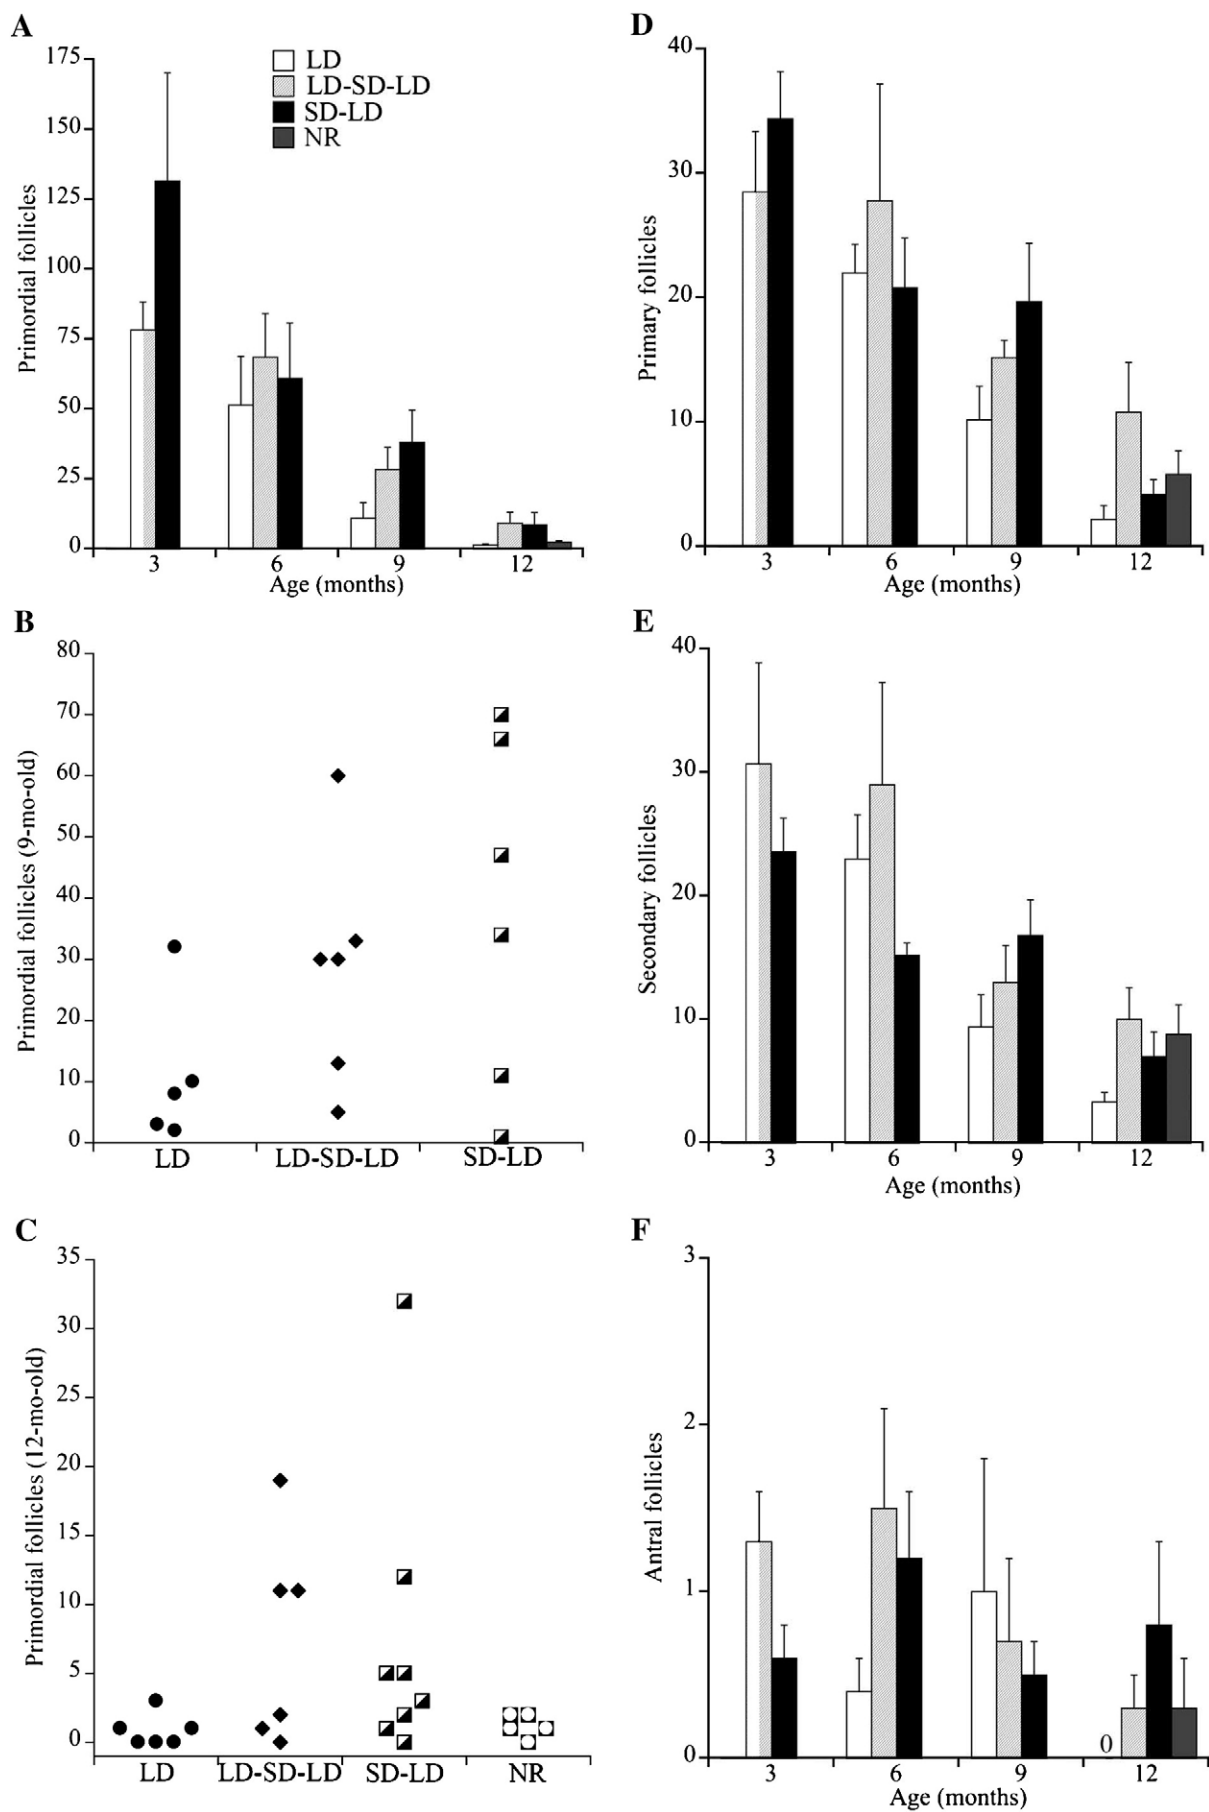 A
175
150
125
100
75
50
25
0
Primordial follicles
LD
LD-SD-LD
SD-LD
NR
3 6 9 12
Age (months)
D
40
30
20
10
0
Primary follicles
3 6 9 12
Age (months)
B
80
70
60
50
40
30
20
10
0
Primordial follicles (9-mo-old)
LD LD-SD-LD SD-LD
E
40
30
20
10
0
Secondary follicles
3 6 9 12
Age (months)
C
35
30
25
20
15
10
5
0
Primordial follicles (12-mo-old)
LD LD-SD-LD SD-LD NR
F
3
2
1
0
Antral follicles
0
3 6 9 12
Age (months)